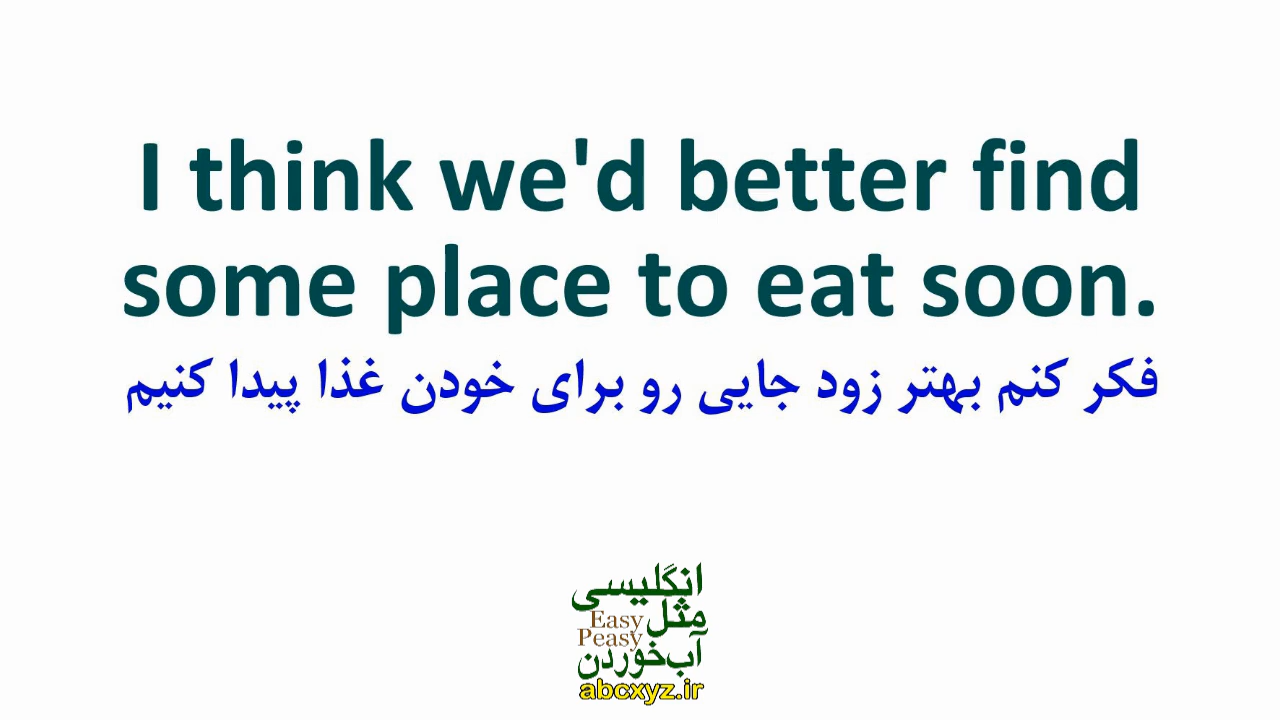 I think we'd better find
some place to eat soon.
فکر کنم بهتر زود جایی رو برای خودن غذا پیدا کنیم
انگلیسی
مثل
Easy
Peasy
آب‌خوردن
abcxyz.ir